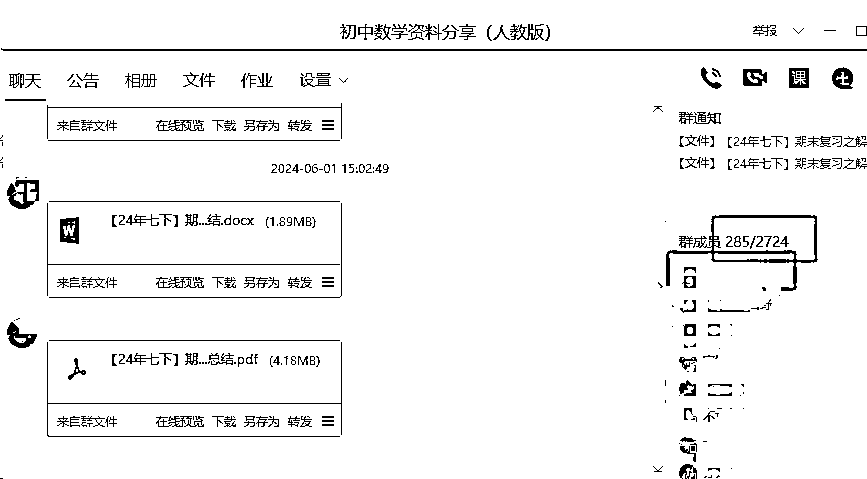 初中数学资料分享（人教版）
举报
聊天 公告 相册 文件 作业 设置
课
来自群文件 在线预览 下载 另存为 转发
2024-06-01 15:02:49
【24年七下】期...结.docx (1.89MB)
来自群文件 在线预览 下载 另存为 转发
【24年七下】期...总结.pdf (4.18MB)
来自群文件 在线预览 下载 另存为 转发
群通知
【文件】【24年七下】期末复习之解
【文件】【24年七下】期末复习之解
群成员 285/2724